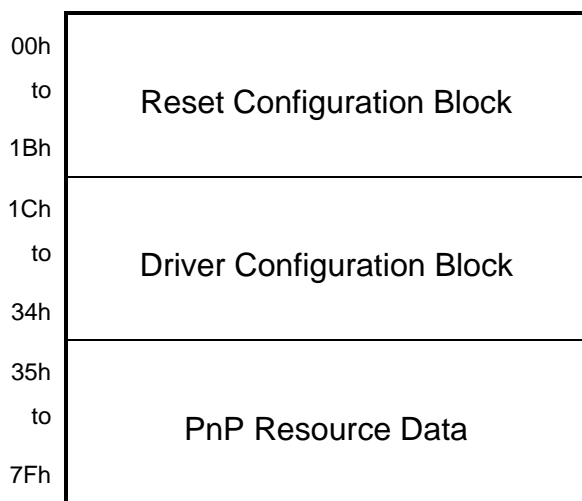 00h
to
Reset Configuration Block
1Bh
1Ch
to
Driver Configuration Block
34h
35h
to
PnP Resource Data
7Fh